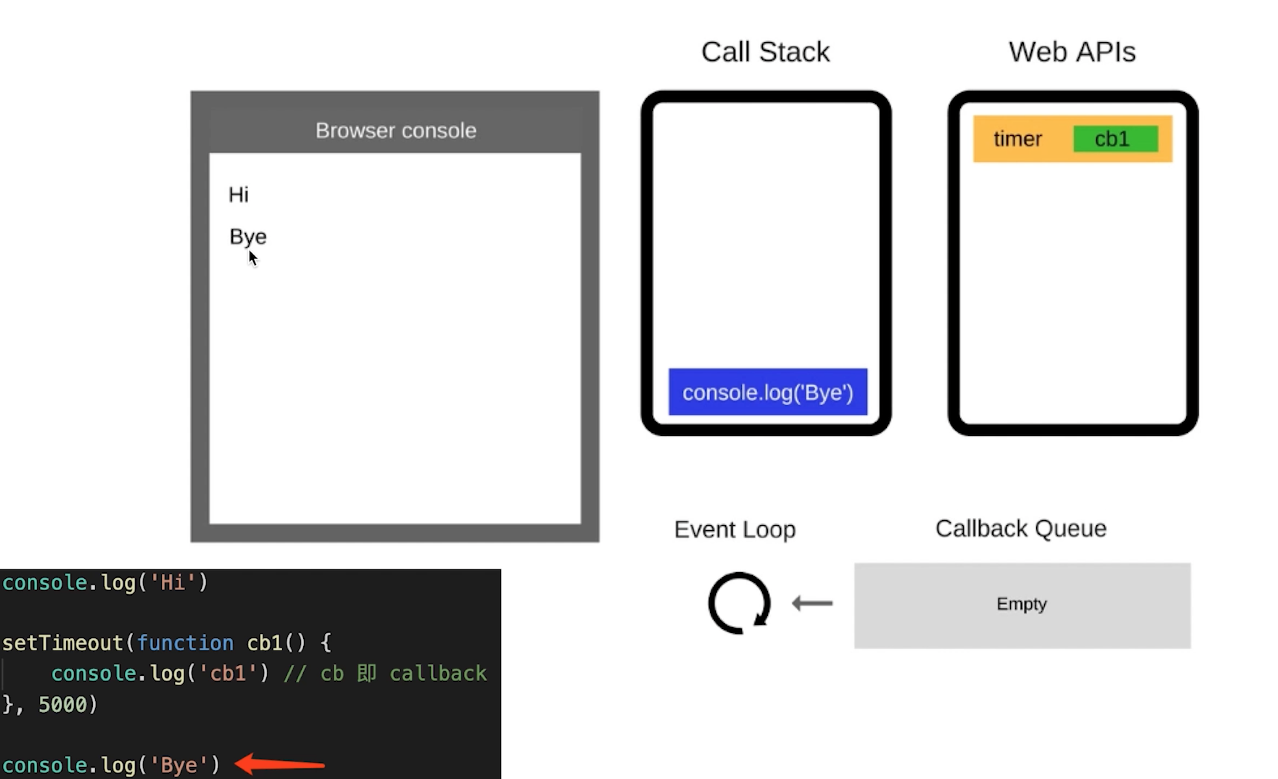 Call Stack
Web APIs
Browser console
timer
cb1
Hi
Bye
console.log('Bye')
Event Loop
Callback Queue
Empty
console.log('Hi')
setTimeout(function cb1() {
    console.log('cb1') // cb 即 callback
}, 5000)
console.log('Bye')